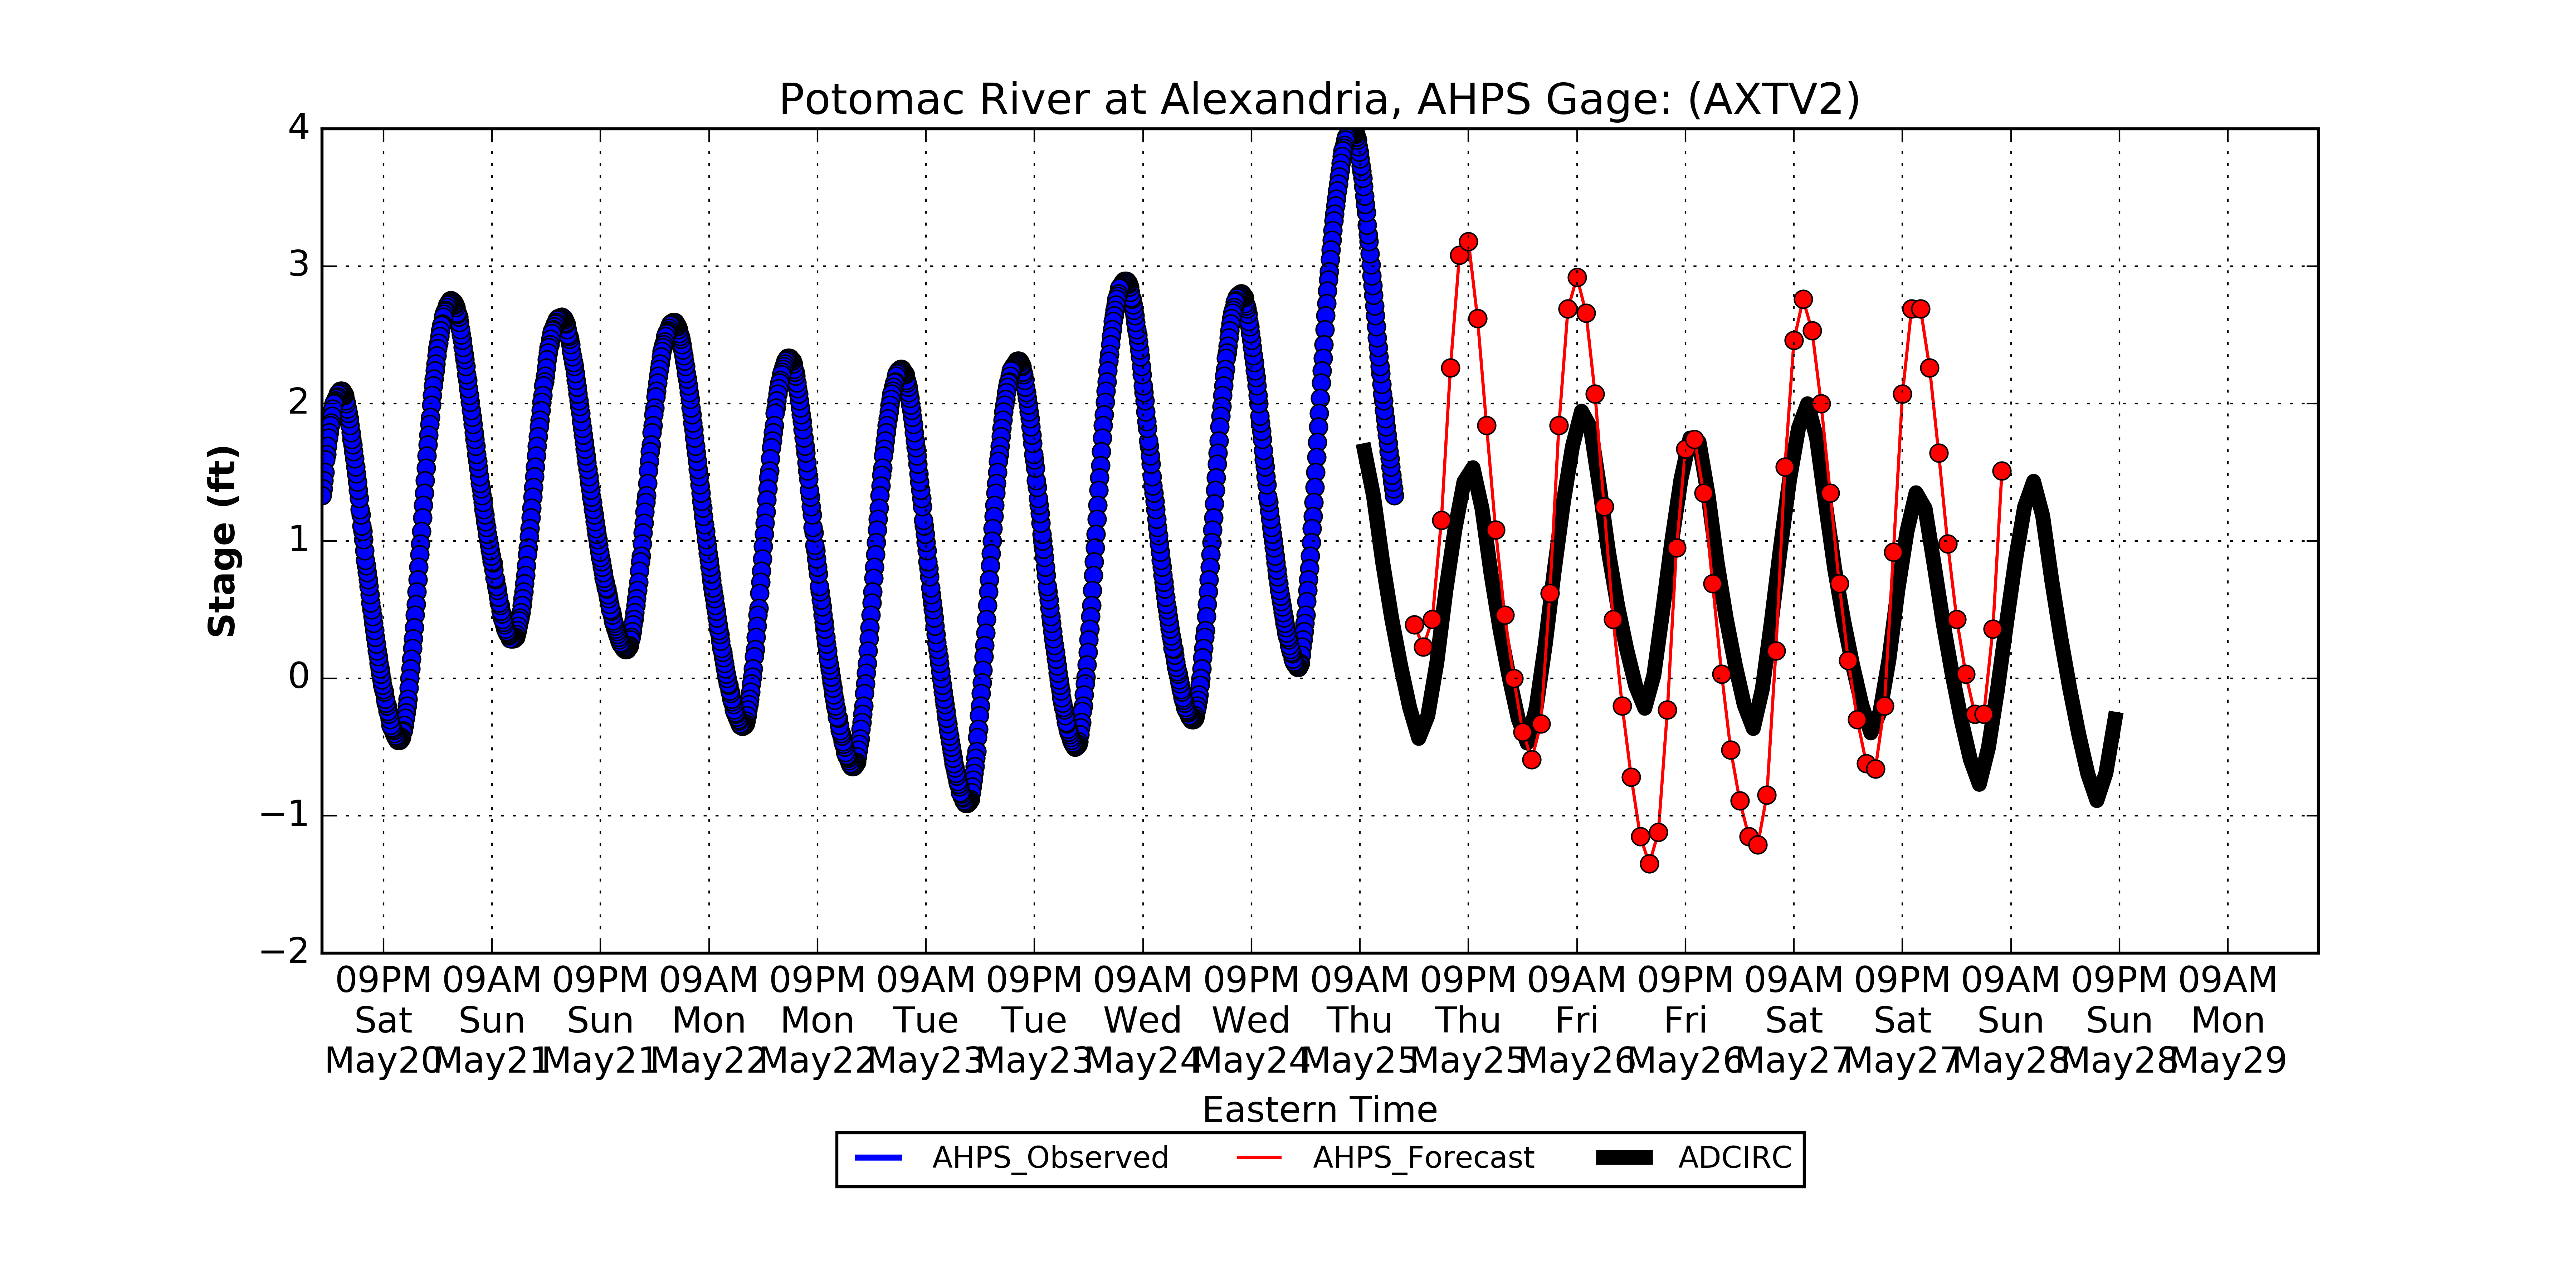 Potomac River at Alexandria, AHPS Gage: (AXTV2)
4
3
2
1
0
−1
−2
Stage (ft)
09PM 09AM 09PM 09AM 09PM 09AM 09PM 09AM 09PM 09AM 09PM 09AM 09PM 09AM 09PM 09AM 09PM 09AM
Sat Sun Sun Mon Mon Tue Tue Wed Wed Thu Thu Fri Fri Sat Sat Sun Sun Mon
May20 May21 May21 May22 May22 May23 May23 May24 May24 May25 May25 May26 May26 May27 May27 May28 May28 May29
Eastern Time
AHPS_Observed AHPS_Forecast ADCIRC